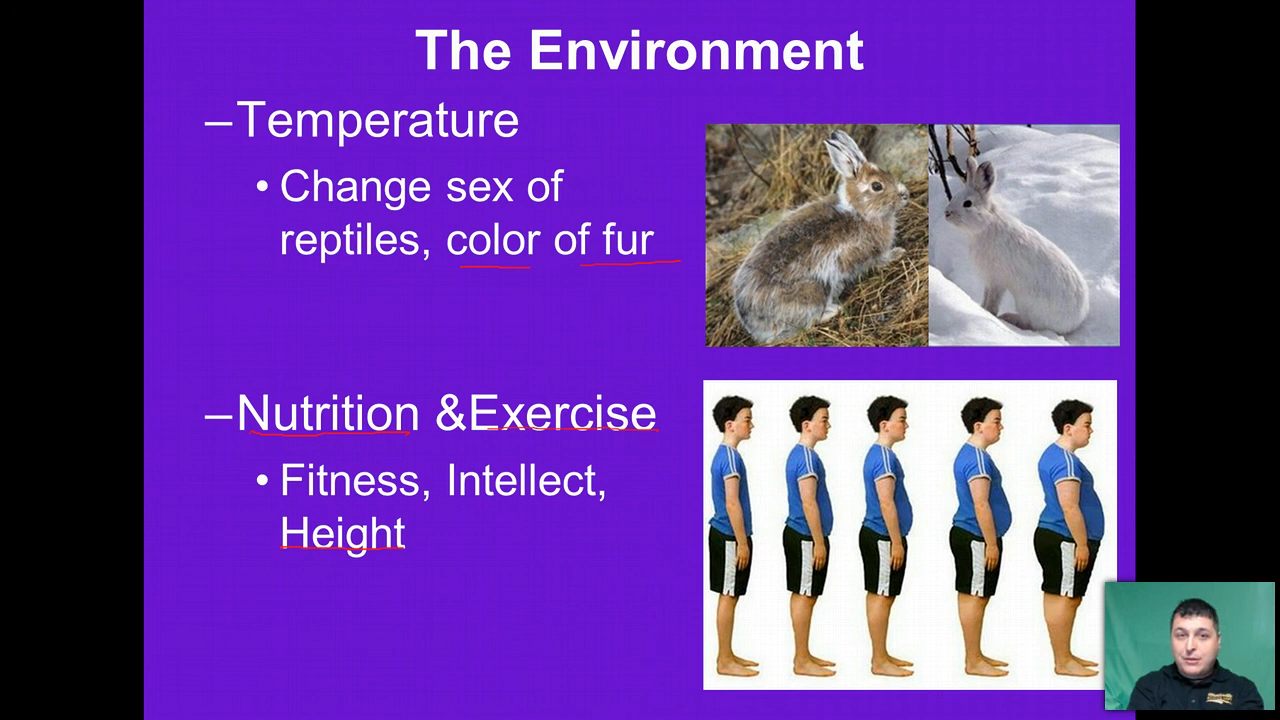 The Environment
–Temperature
• Change sex of
reptiles, color of fur
–Nutrition &Exercise
• Fitness, Intellect,
Height